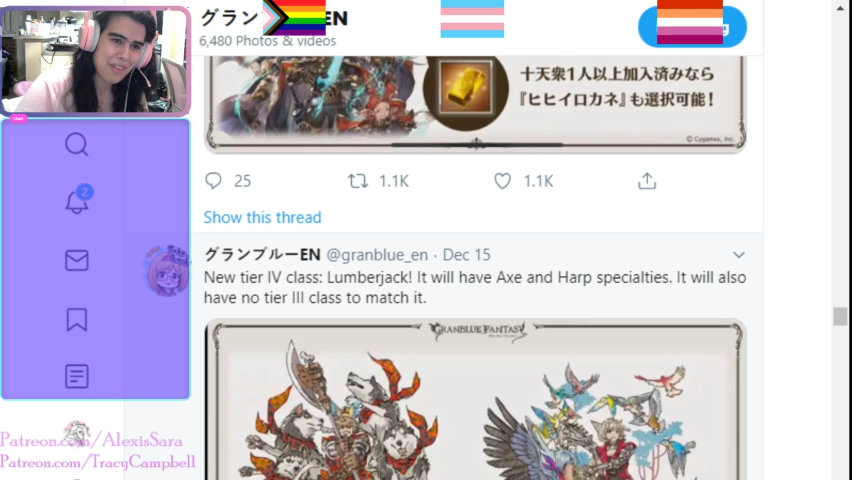 グラン EN
6,480 Photos & videos
十天衆1人以上加入済みなら
『ヒヒイロカネ』も選択可能!
© Cygames, Inc.
25
1.1K
1.1K
Show this thread
2
グランブルーEN @granblue_en · Dec 15
New tier IV class: Lumberjack! It will have Axe and Harp specialties. It will also
have no tier III class to match it.
GRANBLUE FANTASY
Patreon.com/AlexisSara
Patreon.com/TracyCampbell